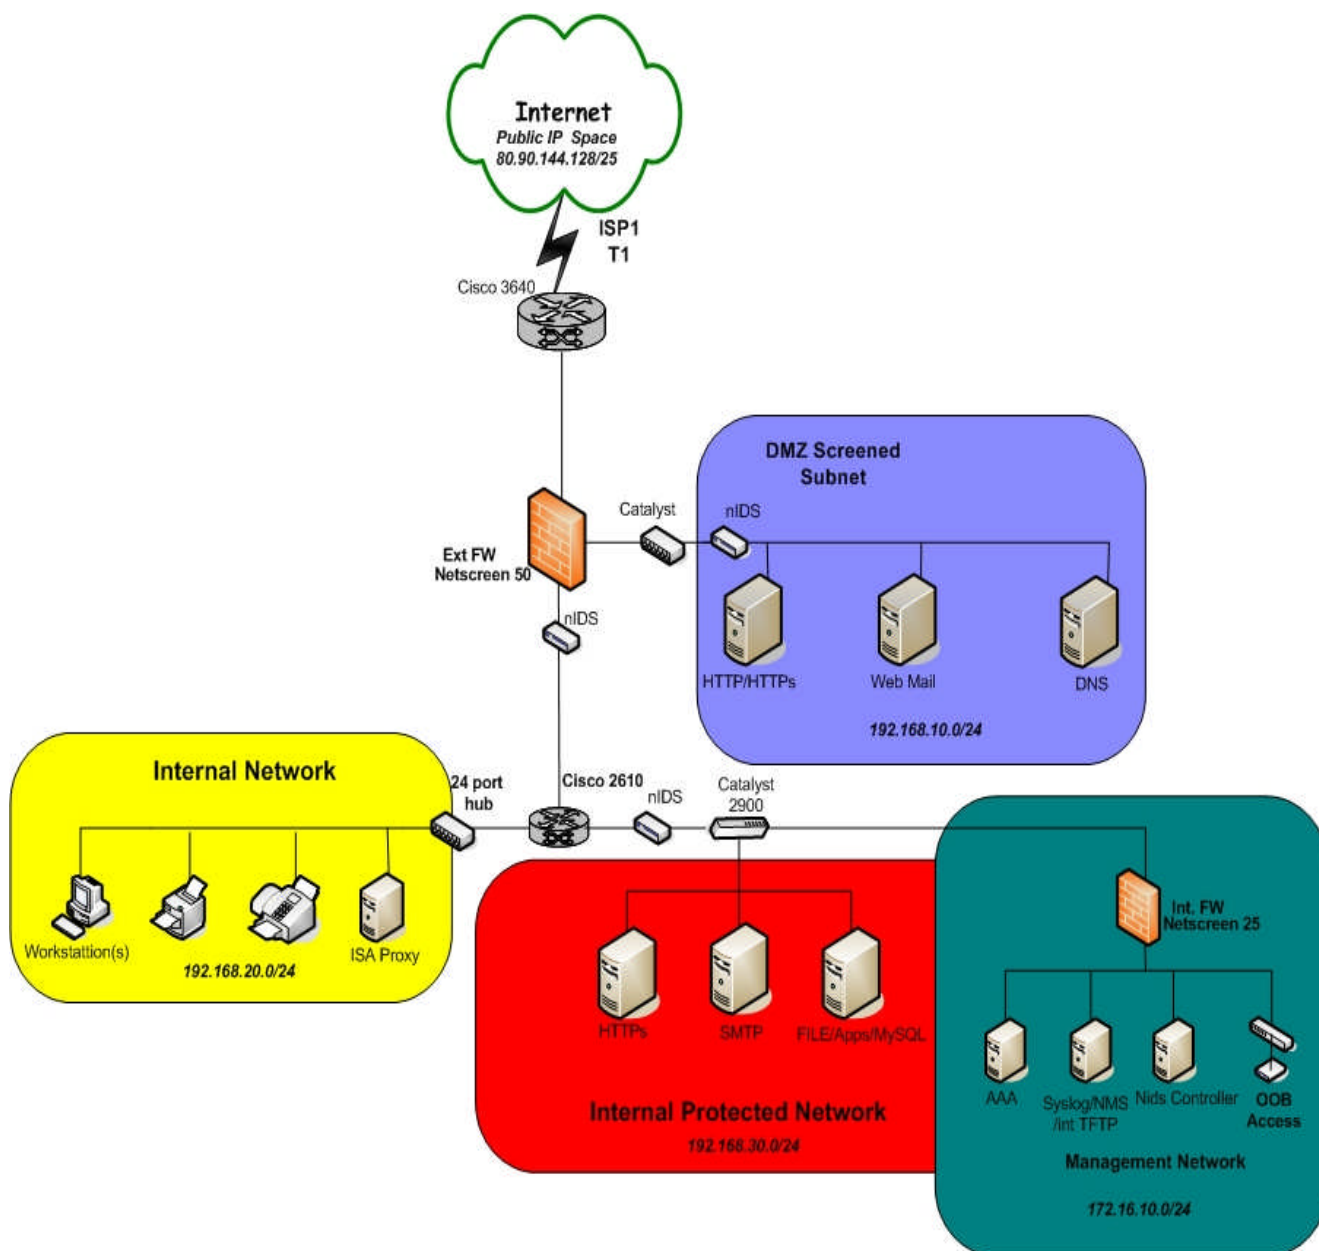 Internet
Public IP Space
80.90.144.128/25
ISP1
T1
Cisco 3640
DMZ Screened
Subnet
Catalyst
nIDS
Ext FW
Netscreen 50
nIDS
HTTP/HTTPs
Web Mail
DNS
192.168.10.0/24
Internal Network
24 port
hub
Cisco 2610
nIDS
Catalyst
2900
Workstattion(s)
ISA Proxy
192.168.20.0/24
Int. FW
Netscreen 25
HTTPs
SMTP
FILE/Apps/MySQL
AAA
Syslog/NMS
/int TFTP
Nids Controller
OOB
Access
Internal Protected Network
192.168.30.0/24
Management Network
172.16.10.0/24